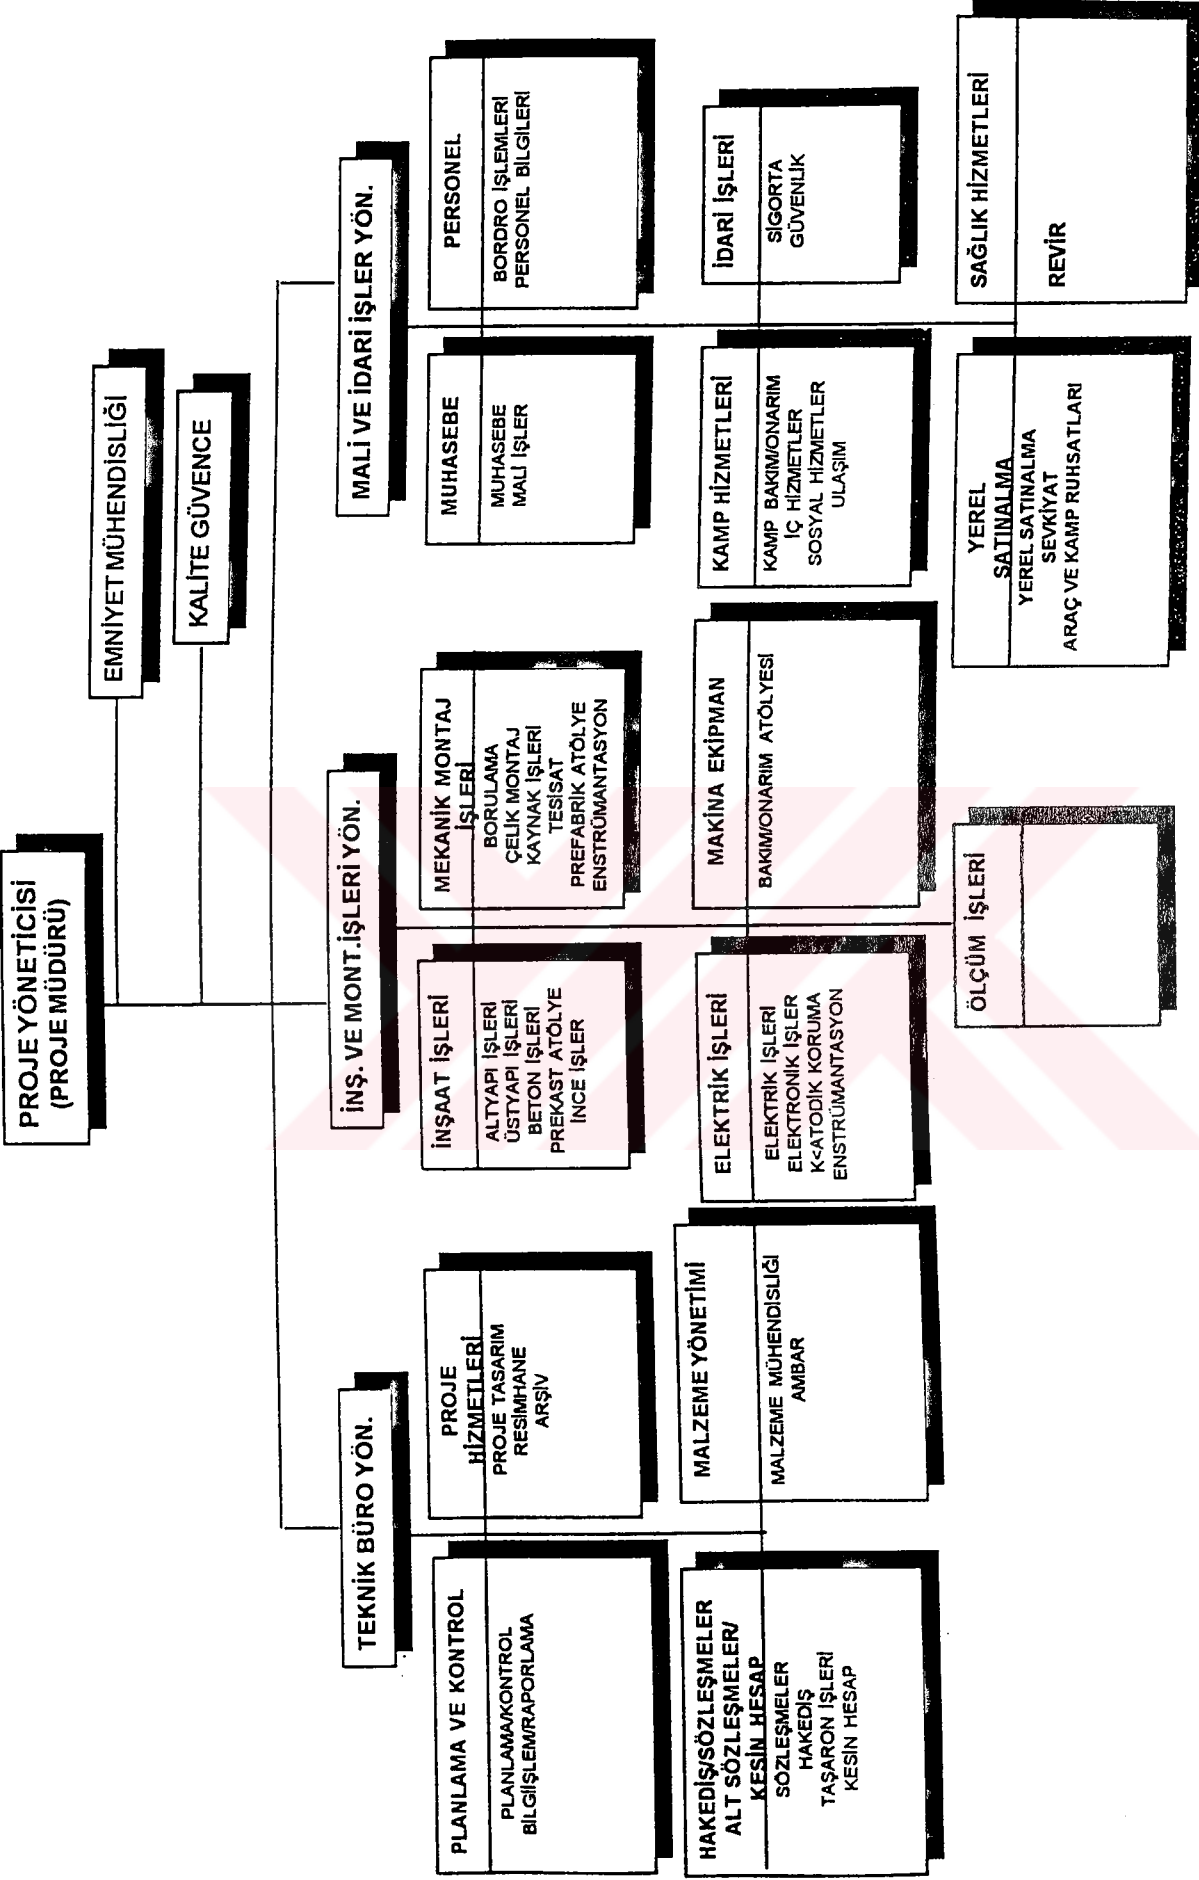 PROJE YÖNETİCİSİ
(PROJE MÜDÜRÜ)
EMNİYET MÜHENDİSLİĞİ
KALİTE GÜVENCE
TEKNİK BÜRO YÖN.
İNŞ. VE MONT.İŞLERİ YÖN.
MALİ VE İDARİ İŞLER YÖN.
PLANLAMA VE KONTROL
PLANLAMA/KONTROL
BİLGİİŞLEM/RAPORLAMA
PROJE
HİZMETLERİ
PROJE TASARIM
RESİMHANE
ARŞİV
HAKEDİŞ/SÖZLEŞMELER
ALT SÖZLEŞMELER/
KESİN HESAP
SÖZLEŞMELER
HAKEDİŞ
TAŞARON İŞLERİ
KESİN HESAP
MALZEME YÖNETİMİ
MALZEME MÜHENDİSLİĞİ
AMBAR
İNŞAAT İŞLERİ
ALTYAPI İŞLERİ
ÜSTYAPI İŞLERİ
BETON İŞLERİ
PREKAST ATÖLYE
İNCE İŞLER
MEKANİK MONTAJ
İŞLERİ
BORULAMA
ÇELİK MONTAJ
KAYNAK İŞLERİ
TESİSAT
PREFABRİK ATÖLYE
ENSTRÜMANTASYON
ELEKTRİK İŞLERİ
ELEKTRİK İŞLERİ
ELEKTRONİK İŞLER
K<ATODİK KORUMA
ENSTRÜMANTASYON
MAKİNA EKİPMAN
BAKIM/ONARIM ATÖLYESİ
ÖLÇÜM İŞLERİ
MUHASEBE
MUHASEBE
MALİ İŞLER
PERSONEL
BORDRO İŞLEMLERİ
PERSONEL BİLGİLERİ
KAMP HİZMETLERİ
KAMP BAKIM/ONARIM
İÇ HİZMETLER
SOSYAL HİZMETLER
ULAŞIM
İDARİ İŞLERİ
SİGORTA
GÜVENLİK
YEREL
SATINALMA
YEREL SATINALMA
SEVKİYAT
ARAÇ VE KAMP RUHSATLARI
SAĞLIK HİZMETLERİ
REVİR